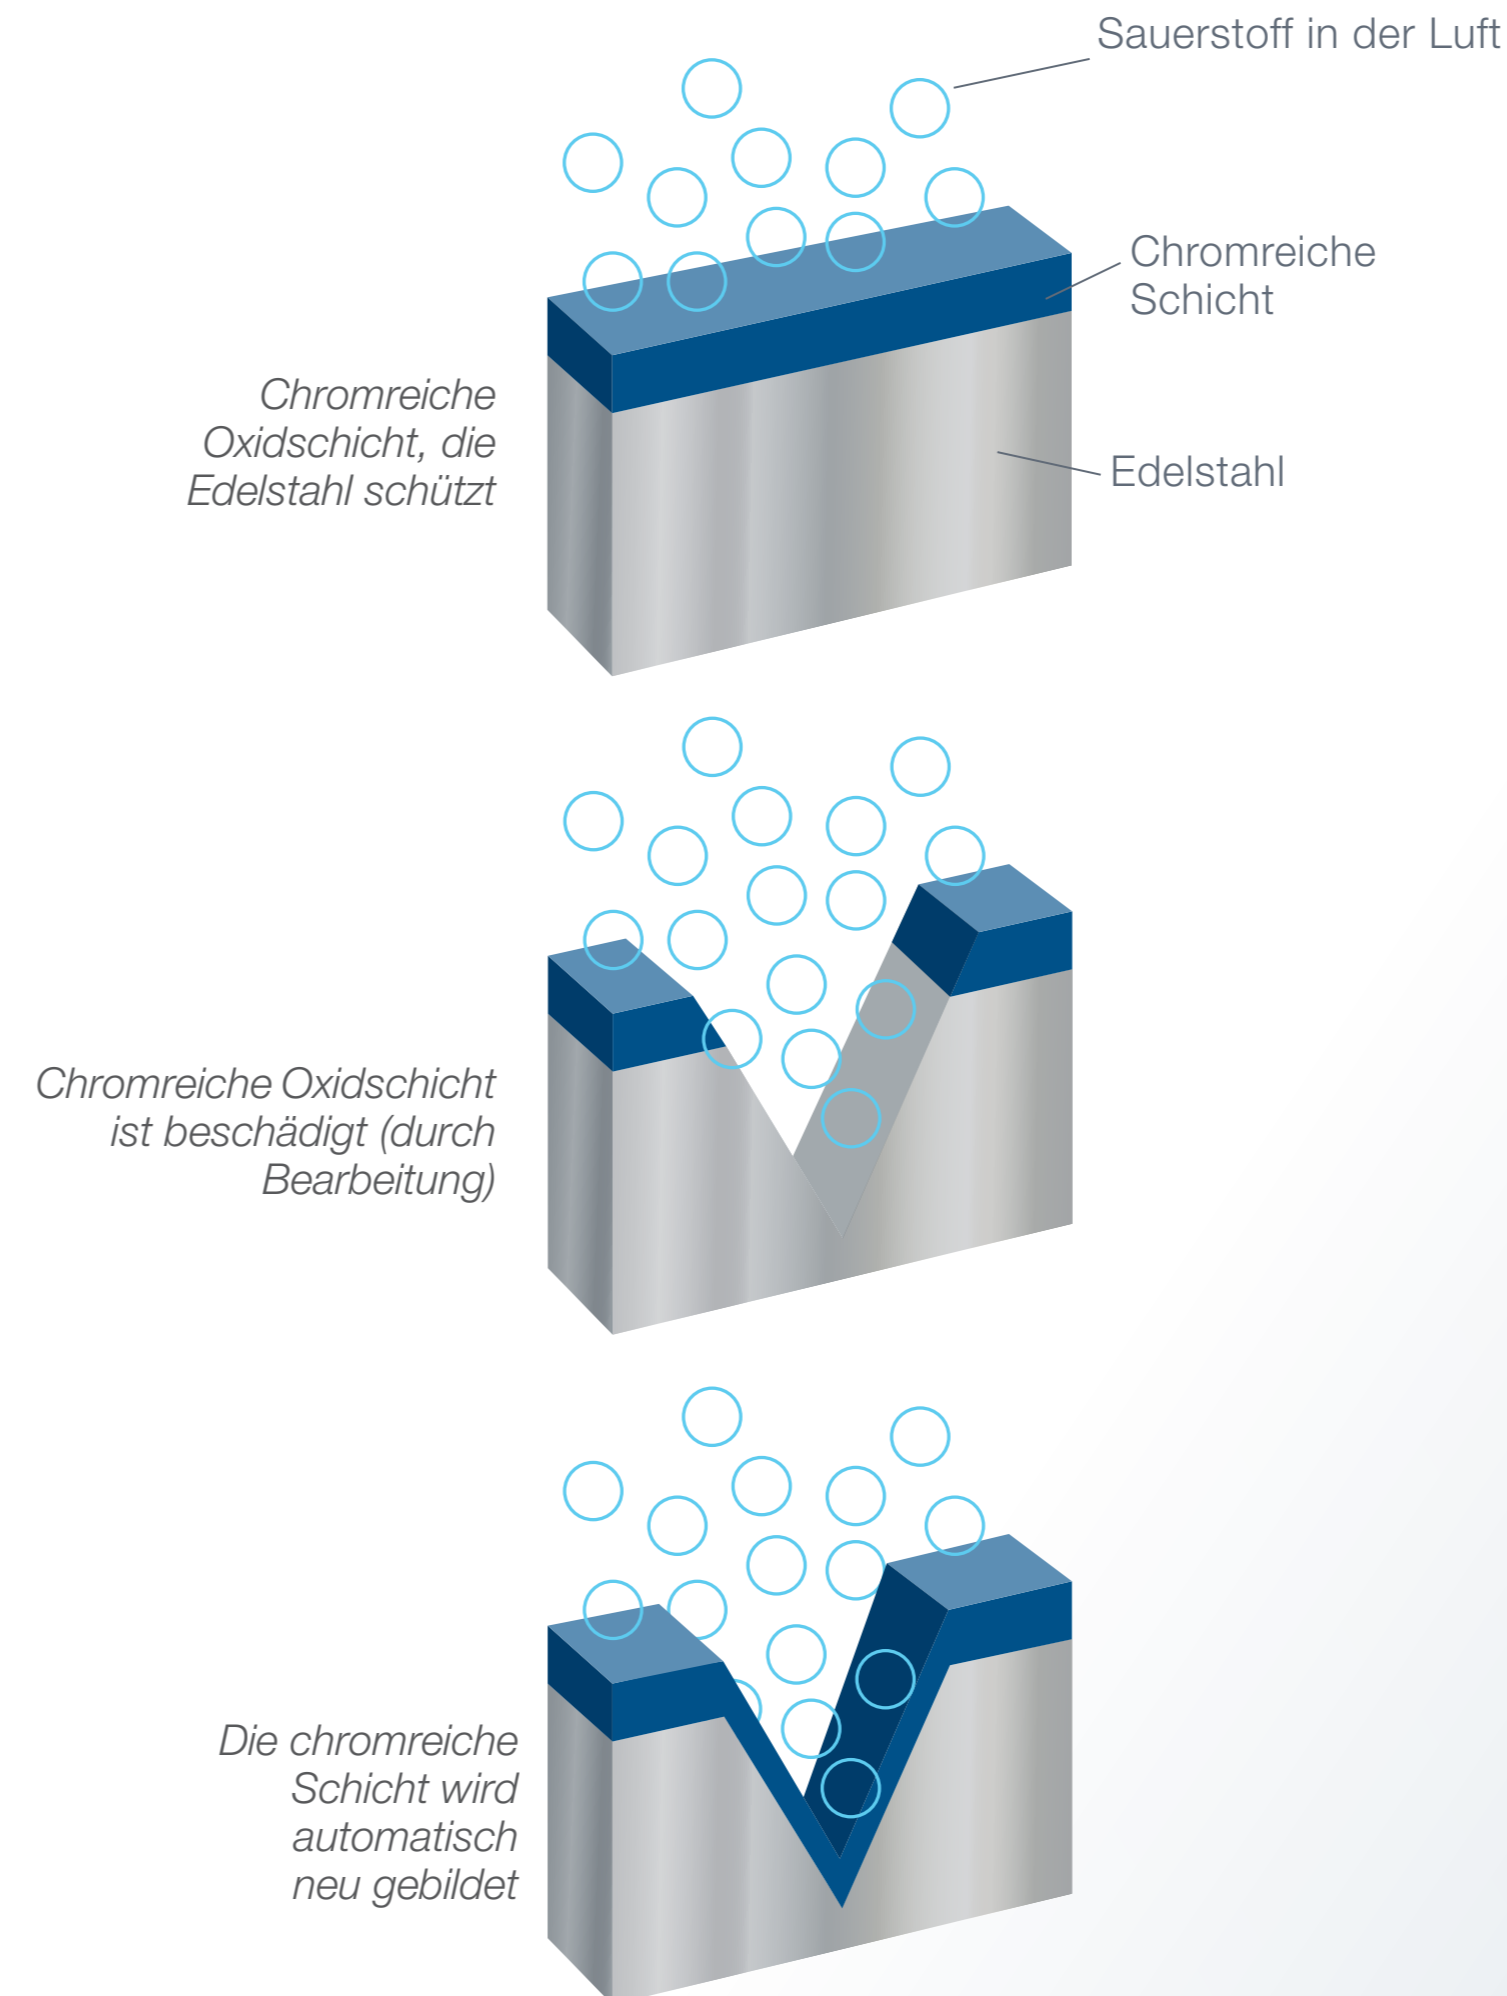 Sauerstoff in der Luft
Chromreiche
Schicht
Chromreiche
Oxidschicht, die
Edelstahl schützt
Edelstahl
Chromreiche Oxidschicht
ist beschädigt (durch
Bearbeitung)
Die chromreiche
Schicht wird
automatisch
neu gebildet